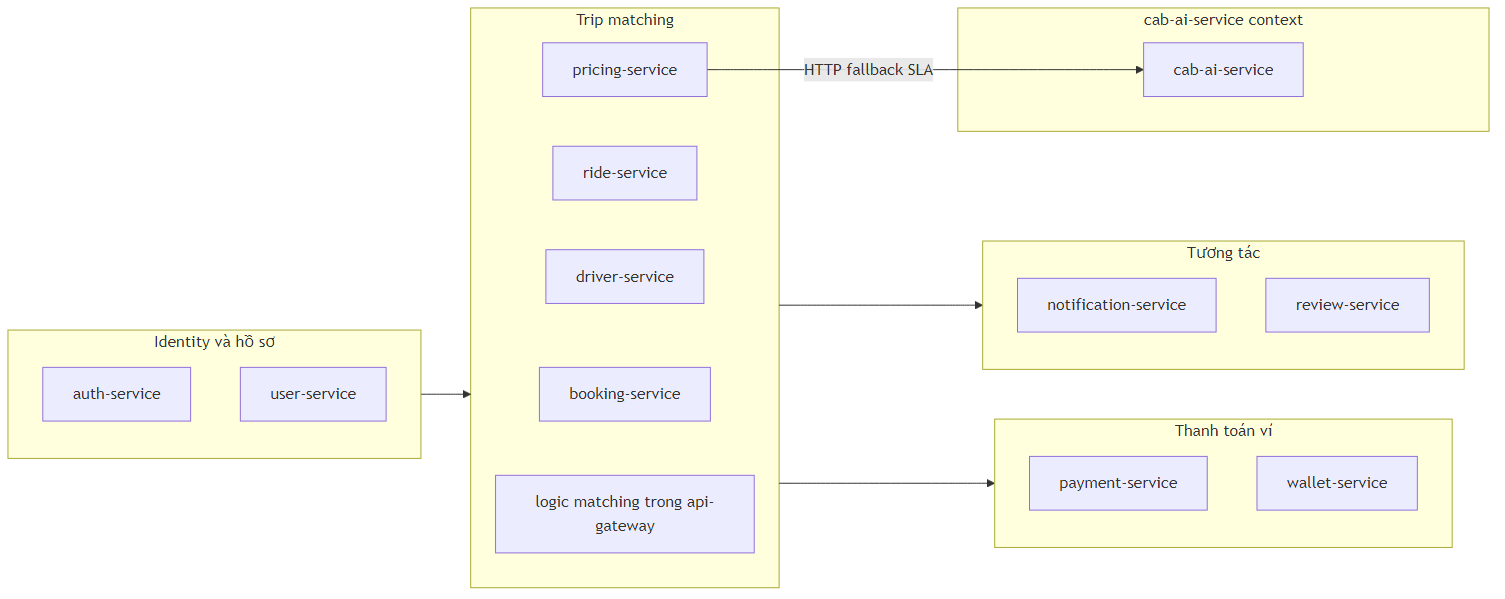 Trip matching
pricing-service
ride-service
driver-service
booking-service
logic matching trong api-
gateway
HTTP fallback SLA
cab-ai-service context
cab-ai-service
Identity và hồ sơ
auth-service
user-service
Tương tác
notification-service
review-service
Thanh toán ví
payment-service
wallet-service